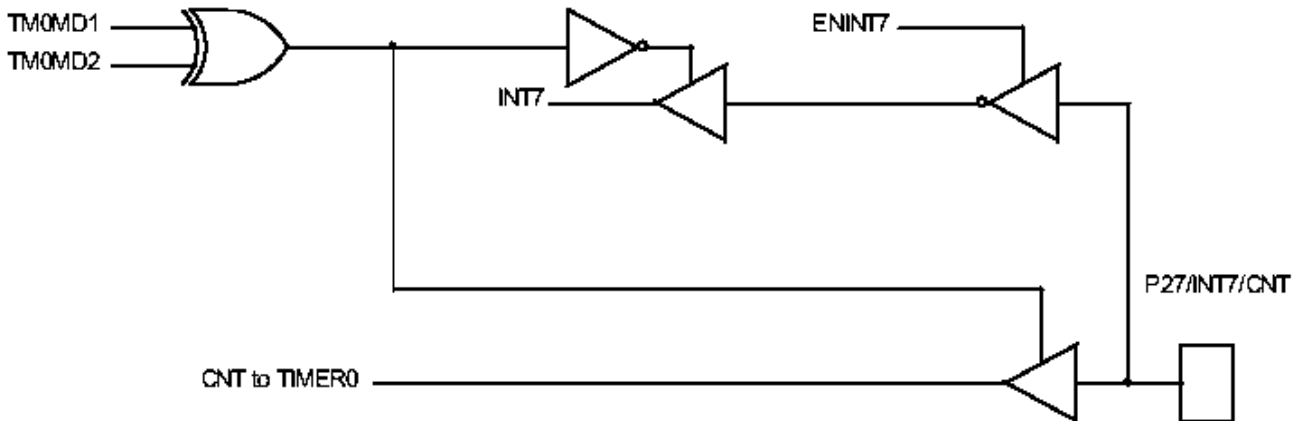 TM0MD1
TM0MD2
ENINT7
INT7
P27/INT7/CNT
CNT to TIMER0